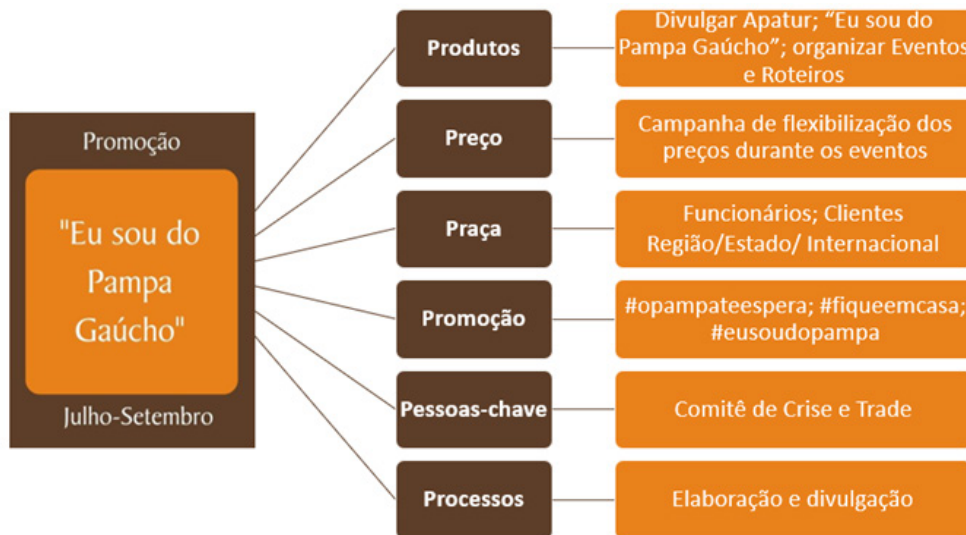 Promoção
"Eu sou do
Pampa
Gaúcho"
Julho-Setembro
Produtos
Divulgar Apatur; “Eu sou do
Pampa Gaúcho”; organizar Eventos
e Roteiros
Preço
Campanha de flexibilização dos
preços durante os eventos
Praça
Funcionários; Clientes
Região/Estado/ Internacional
Promoção
#opampateespera; #fiqueemcasa;
#eusoudopampa
Pessoas-chave
Comitê de Crise e Trade
Processos
Elaboração e divulgação